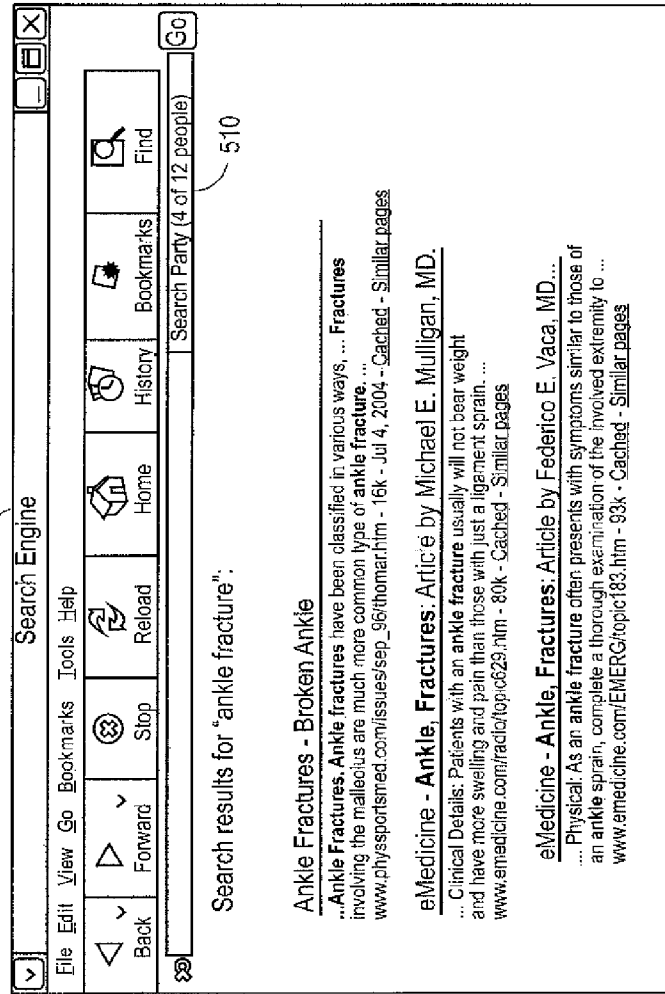 Search Engine
File Edit View Go Bookmarks Tools Help
Back Forward Stop Reload Home History Bookmarks Find
Search Party (4 of 12 people) Go
510
Search results for "ankle fracture":
Ankle Fractures - Broken Ankle
...Ankle Fractures. Ankle fractures have been classified in various ways, ... Fractures
involving the malleolus are much more common type of ankle fracture. ...
www.physsportsmed.com/issues/sep_96/thomar.htm - 16k - Jul 4, 2004 - Cached - Similar pages
eMedicine - Ankle, Fractures: Article by Michael E. Mulligan, MD.
...Clinical Details: Patients with an ankle fracture usually will not bear weight
and have more swelling and pain than those with just a ligament sprain. ...
www.emedicine.com/radio/topic629.htm - 80k - Cached - Similar pages
eMedicine - Ankle, Fractures: Article by Federico E. Vaca, MD...
.... Physical: As an ankle fracture often presents with symptoms similar to those of
an ankle sprain, complete a thorough examination of the involved extremity to ...
www.emedicine.com/EMERG/topic183.htm - 93k - Cached - Similar pages